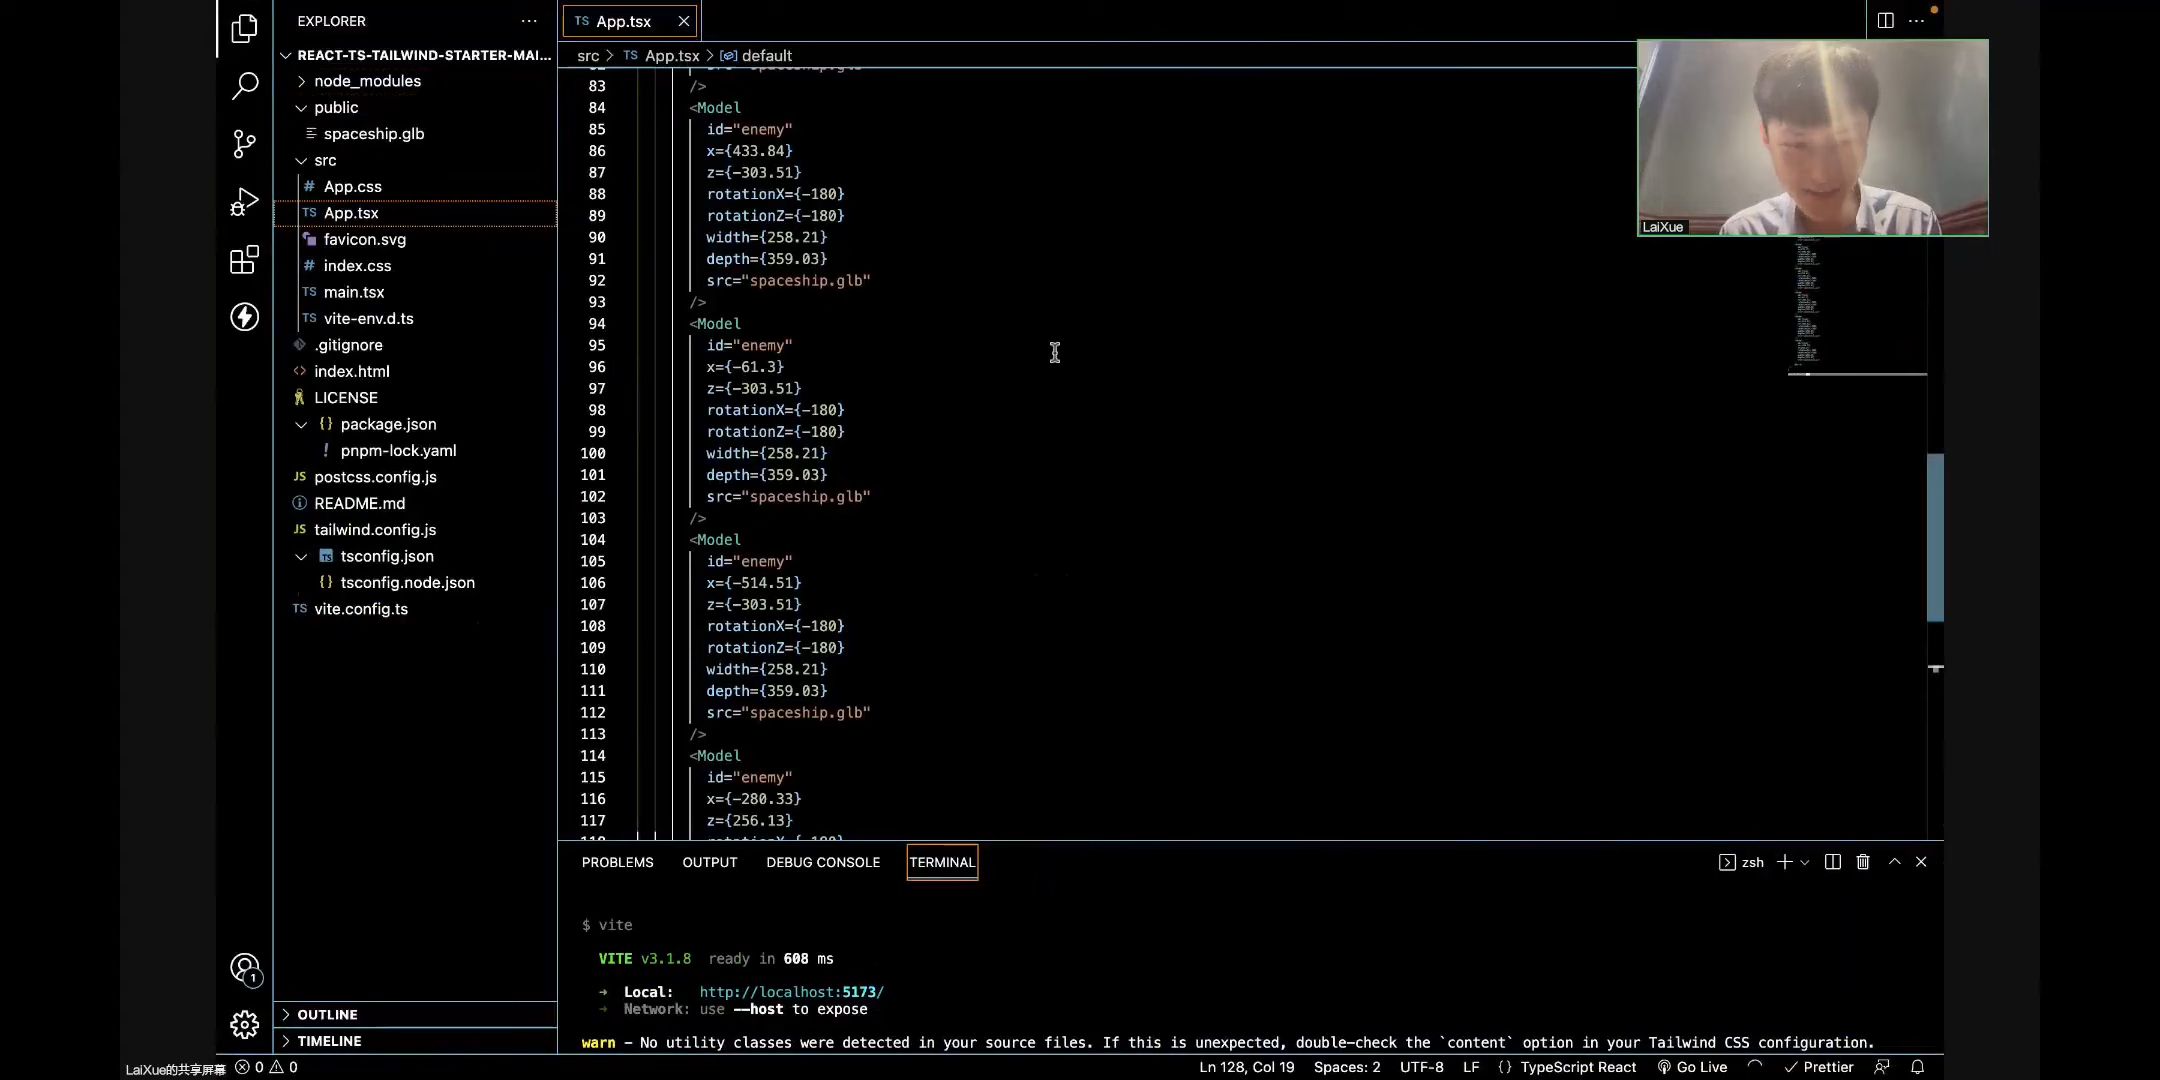 EXPLORER
REACT-TS-TAILWIND-STARTER-MAI...
node_modules
public
spaceship.glb
src
# App.css
TS App.tsx
favicon.svg
# index.css
TS main.tsx
TS vite-env.d.ts
.gitignore
<> index.html
LICENSE
{} package.json
! pnpm-lock.yaml
JS postcss.config.js
README.md
JS tailwind.config.js
TS tsconfig.json
{} tsconfig.node.json
TS vite.config.ts
OUTLINE
TIMELINE
1
TS App.tsx
src > TS App.tsx > default
83 />
84 <Model
85 id="enemy"
86 x={433.84}
87 z={-303.51}
88 rotationX={-180}
89 rotationZ={-180}
90 width={258.21}
91 depth={359.03}
92 src="spaceship.glb"
93 />
94 <Model
95 id="enemy"
96 x={-61.3}
97 z={-303.51}
98 rotationX={-180}
99 rotationZ={-180}
100 width={258.21}
101 depth={359.03}
102 src="spaceship.glb"
103 />
104 <Model
105 id="enemy"
106 x={-514.51}
107 z={-303.51}
108 rotationX={-180}
109 rotationZ={-180}
110 width={258.21}
111 depth={359.03}
112 src="spaceship.glb"
113 />
114 <Model
115 id="enemy"
116 x={-280.33}
117 z={256.13}
LaiXue
PROBLEMS OUTPUT DEBUG CONSOLE TERMINAL
zsh
$ vite
VITE v3.1.8 ready in 608 ms
➜ Local: http://localhost:5173/
➜ Network: use --host to expose
warn - No utility classes were detected in your source files. If this is unexpected, double-check the `content` option in your Tailwind CSS configuration.
LaiXue的共享屏幕
0 0
Ln 128, Col 19 Spaces: 2 UTF-8 LF {} TypeScript React Go Live Prettier